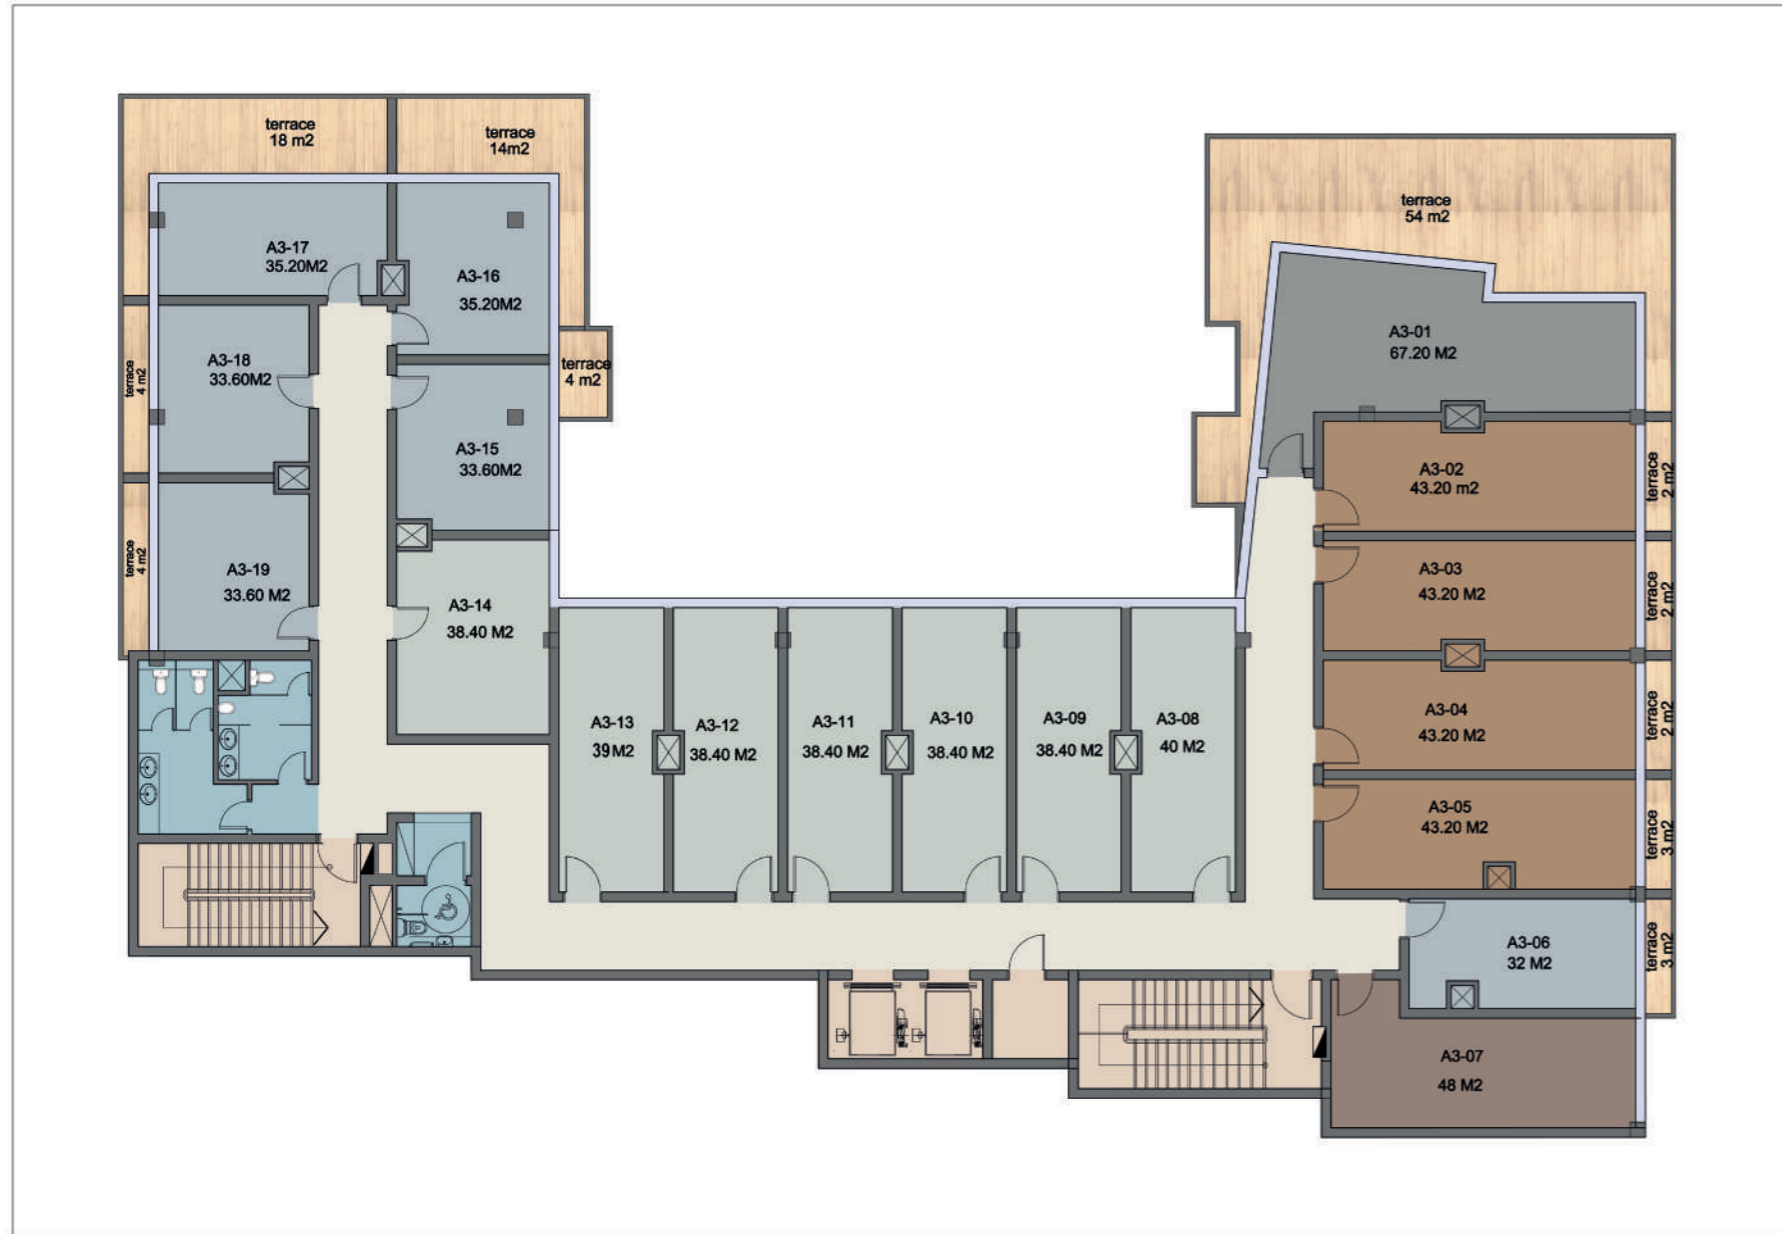 terrace
18 m2
terrace
14m2
terrace
54 m2
A3-17
35.20M2
A3-16
35.20M2
A3-01
67.20 M2
A3-18
33.60M2
terrace
4 m2
terrace
4 m2
A3-15
33.60M2
A3-02
43.20 m2
terrace
2 m2
A3-19
33.60 M2
terrace
4 m2
A3-14
38.40 M2
A3-03
43.20 M2
terrace
2 m2
A3-13
39 M2
A3-12
38.40 M2
A3-11
38.40 M2
A3-10
38.40 M2
A3-09
38.40 M2
A3-08
40 M2
A3-04
43.20 M2
terrace
2 m2
A3-05
43.20 M2
terrace
3 m2
A3-06
32 M2
terrace
3 m2
A3-07
48 M2